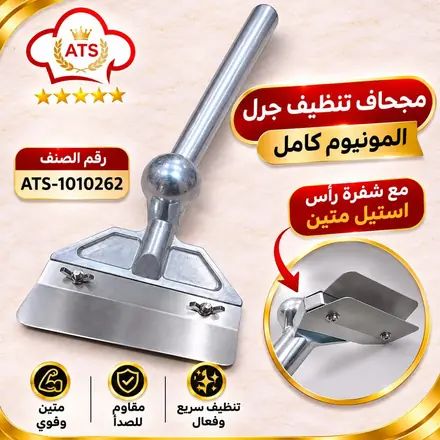 ATS
مجحاف تنظيف جرل
المونيوم كامل
رقم الصنف
ATS-1010262
مع شفرة رأس
استيل متين
متين
وقوي
مقاوم
للصدأ
تنظيف سريع
وفعال